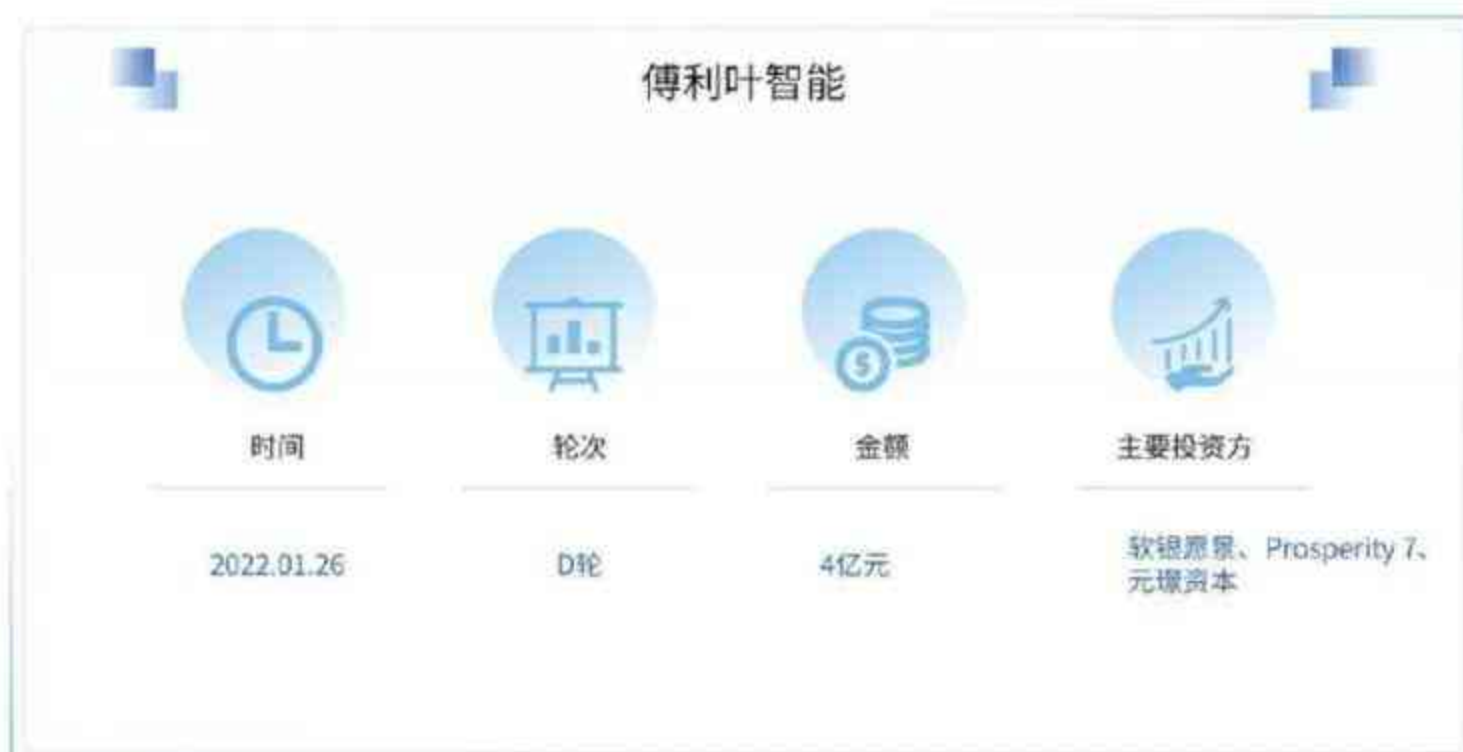 傅利叶智能
时间
轮次
金额
主要投资方
2022.01.26
D轮
4亿元
软银愿景、Prosperity 7、
元璟资本